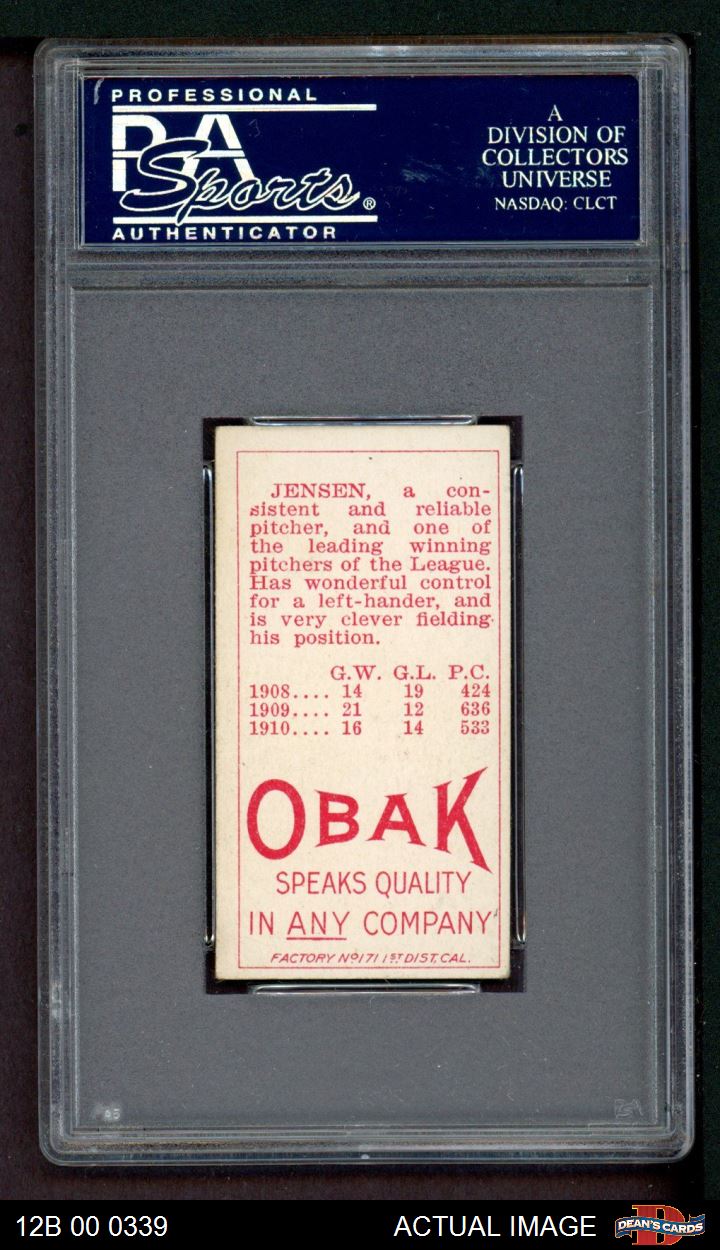 PROFESSIONAL
PSA
Sports®
AUTHENTICATOR
A
DIVISION OF
COLLECTORS
UNIVERSE
NASDAQ: CLCT
JENSEN, a con-
sistent and reliable
pitcher, and one of
the leading winning
pitchers of the League.
Has wonderful control
for a left-hander, and
is very clever fielding
his position.
G.W. G.L. P.C.
1908.... 14 19 424
1909.... 21 12 636
1910.... 16 14 533
OBAK
SPEAKS QUALITY
IN ANY COMPANY
FACTORY Nº 171 1ST DIST. CAL.
PSA
12B 00 0339
ACTUAL IMAGE
DEAN'S CARDS